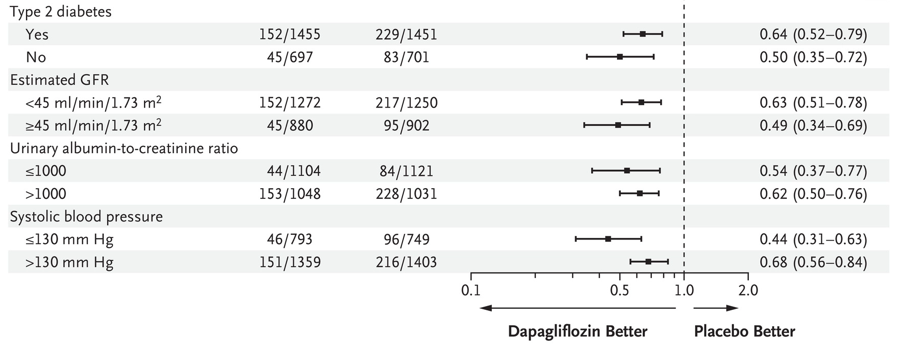 Type 2 diabetes
Yes 152/1455 229/1451 0.64 (0.52–0.79)
No 45/697 83/701 0.50 (0.35–0.72)
Estimated GFR
<45 ml/min/1.73 m² 152/1272 217/1250 0.63 (0.51–0.78)
≥45 ml/min/1.73 m² 45/880 95/902 0.49 (0.34–0.69)
Urinary albumin-to-creatinine ratio
≤1000 44/1104 84/1121 0.54 (0.37–0.77)
>1000 153/1048 228/1031 0.62 (0.50–0.76)
Systolic blood pressure
≤130 mm Hg 46/793 96/749 0.44 (0.31–0.63)
>130 mm Hg 151/1359 216/1403 0.68 (0.56–0.84)
0.1 0.5 1.0 2.0
Dapagliflozin Better Placebo Better